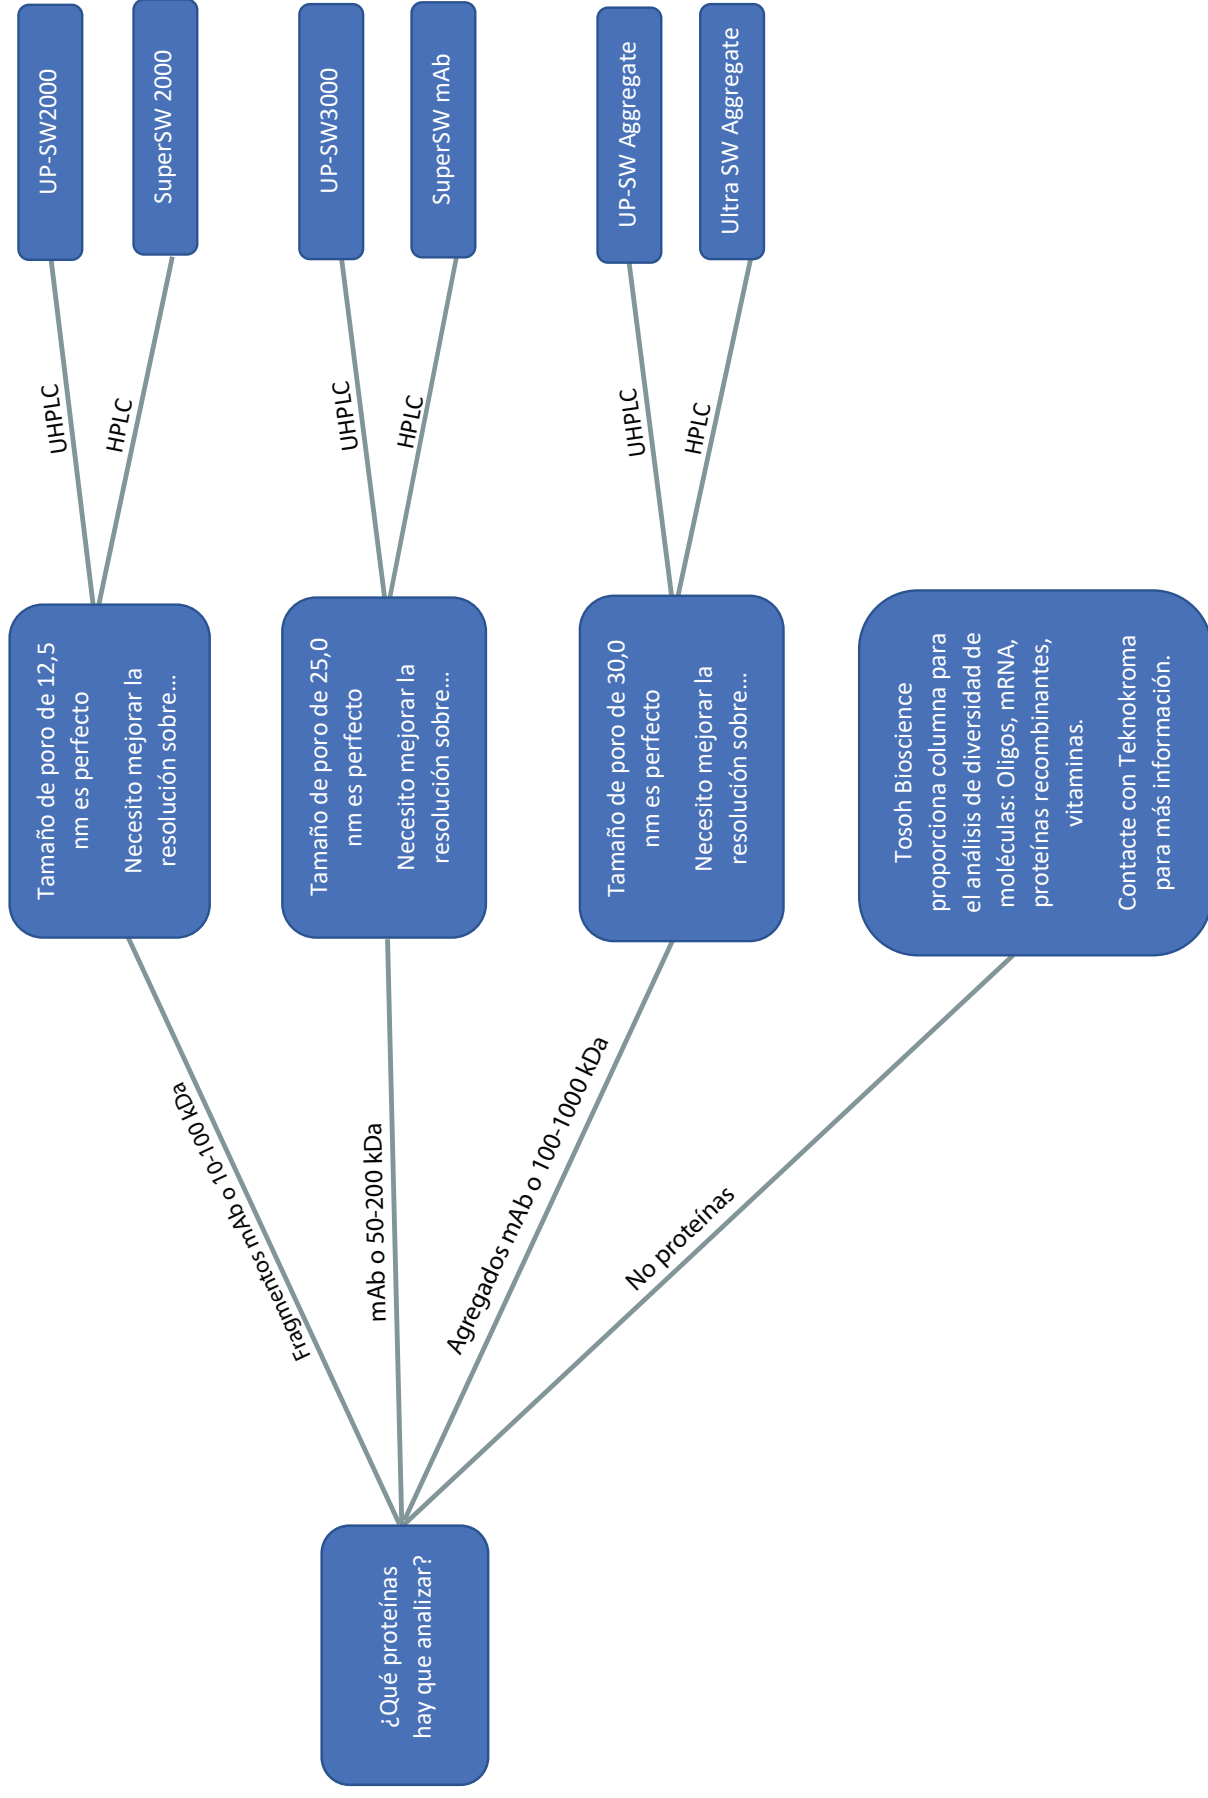 ¿Qué proteínas
hay que analizar?
Fragmentos mAb o 10-100 kDa
Tamaño de poro de 12,5
nm es perfecto
Necesito mejorar la
resolución sobre...
UHPLC
UP-SW2000
HPLC
SuperSW 2000
mAb o 50-200 kDa
Tamaño de poro de 25,0
nm es perfecto
Necesito mejorar la
resolución sobre...
UHPLC
UP-SW3000
HPLC
SuperSW mAb
Agregados mAb o 100-1000 kDa
Tamaño de poro de 30,0
nm es perfecto
Necesito mejorar la
resolución sobre...
UHPLC
UP-SW Aggregate
HPLC
Ultra SW Aggregate
No proteínas
Tosoh Bioscience
proporciona columna para
el análisis de diversidad de
moléculas: Oligos, mRNA,
proteínas recombinantes,
vitaminas.
Contacte con Teknokroma
para más información.